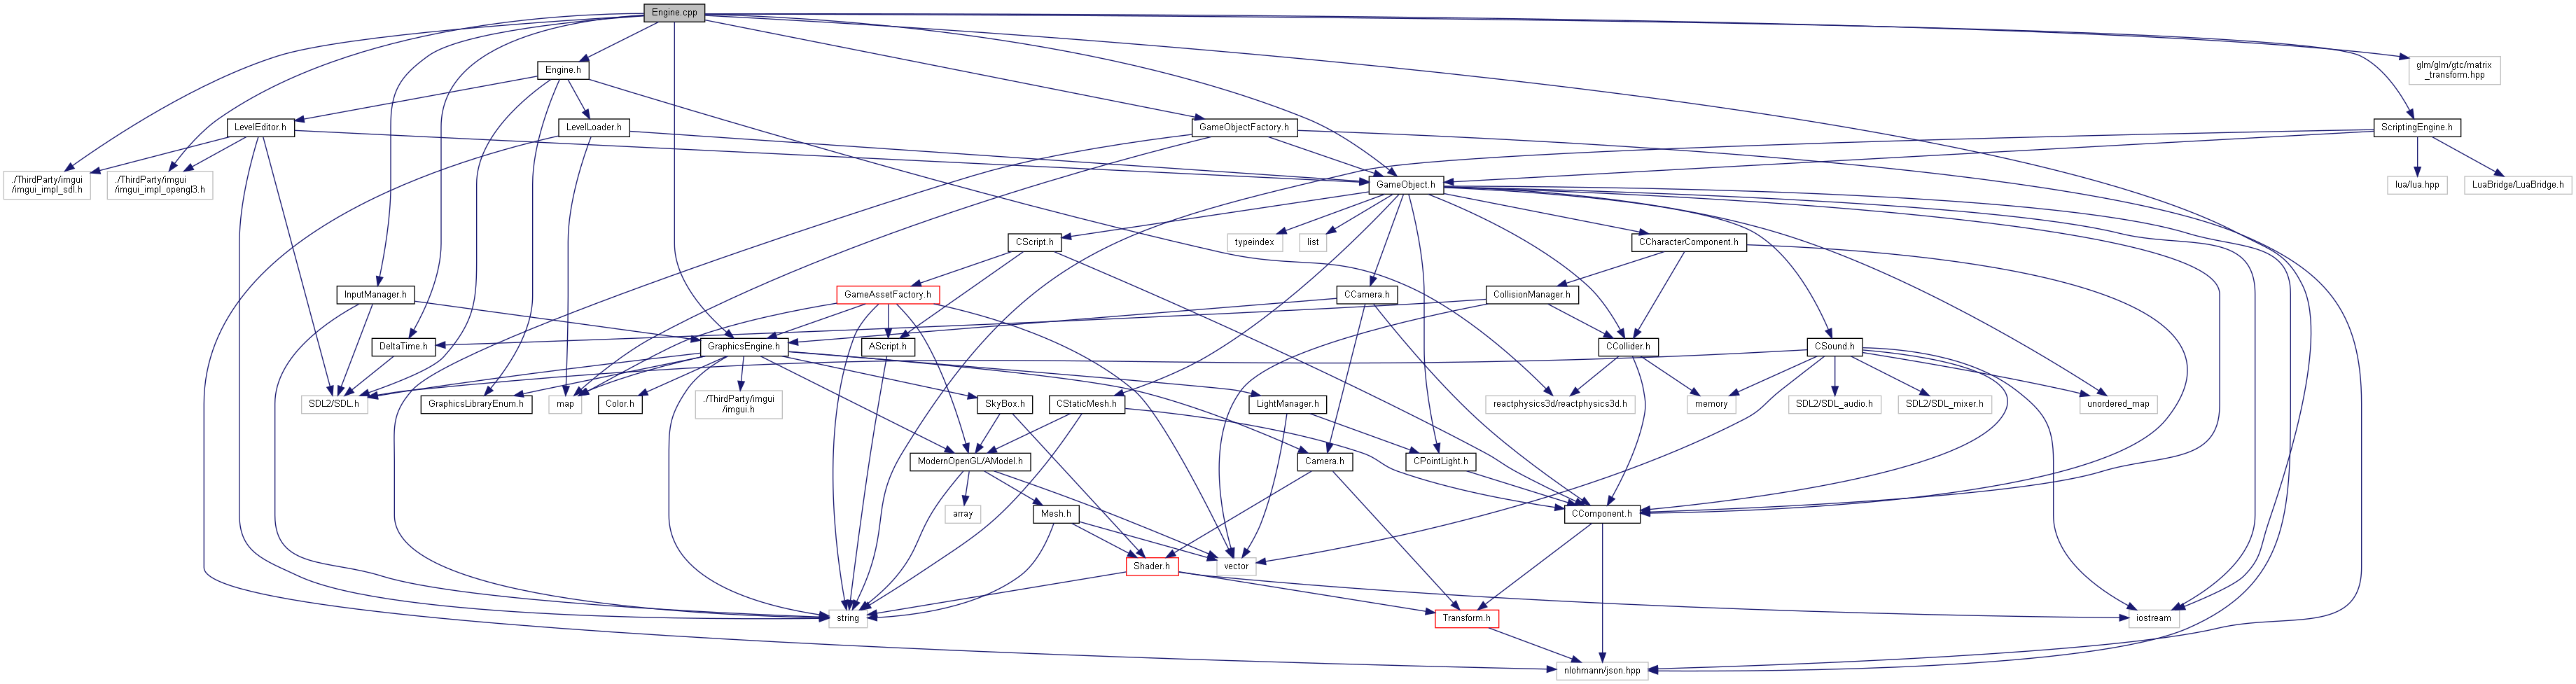 Engine.cpp
Engine.h
glm/glm/gtc/matrix
_transform.hpp
LevelEditor.h
LevelLoader.h
GameObjectFactory.h
ScriptingEngine.h
./ThirdParty/imgui
/imgui_impl_sdl.h
./ThirdParty/imgui
/imgui_impl_opengl3.h
GameObject.h
lua/lua.hpp
LuaBridge/LuaBridge.h
CScript.h
typeindex
list
CCharacterComponent.h
InputManager.h
GameAssetFactory.h
CCamera.h
CollisionManager.h
DeltaTime.h
GraphicsEngine.h
AScript.h
CCollider.h
CSound.h
SDL2/SDL.h
GraphicsLibraryEnum.h
map
Color.h
./ThirdParty/imgui
/imgui.h
SkyBox.h
CStaticMesh.h
LightManager.h
reactphysics3d/reactphysics3d.h
memory
SDL2/SDL_audio.h
SDL2/SDL_mixer.h
unordered_map
ModernOpenGL/AModel.h
Camera.h
CPointLight.h
array
Mesh.h
CComponent.h
Shader.h
vector
string
Transform.h
iostream
nlohmann/json.hpp